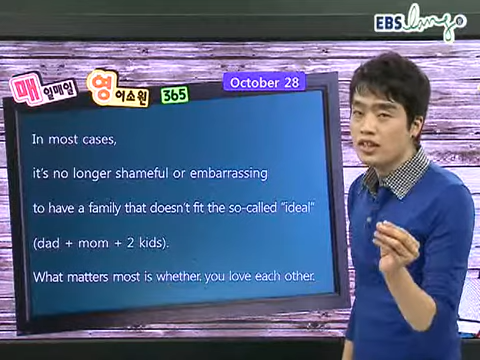 EBS lingo
매 일매일 영 어소원 365
October 28
In most cases,
it's no longer shameful or embarrassing
to have a family that doesn't fit the so-called "ideal"
(dad + mom + 2 kids).
What matters most is whether you love each other.